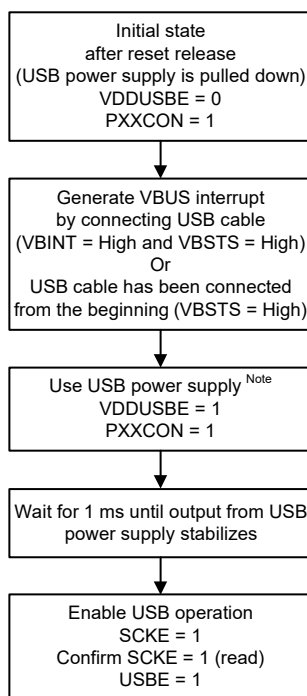 Initial state
after reset release
(USB power supply is pulled down)
VDDUSBE = 0
PXXCON = 1
Generate VBUS interrupt
by connecting USB cable
(VBINT = High and VBSTS = High)
Or
USB cable has been connected
from the beginning (VBSTS = High)
Use USB power supply Note
VDDUSBE = 1
PXXCON = 1
Wait for 1 ms until output from USB
power supply stabilizes
Enable USB operation
SCKE = 1
Confirm SCKE = 1 (read)
USBE = 1